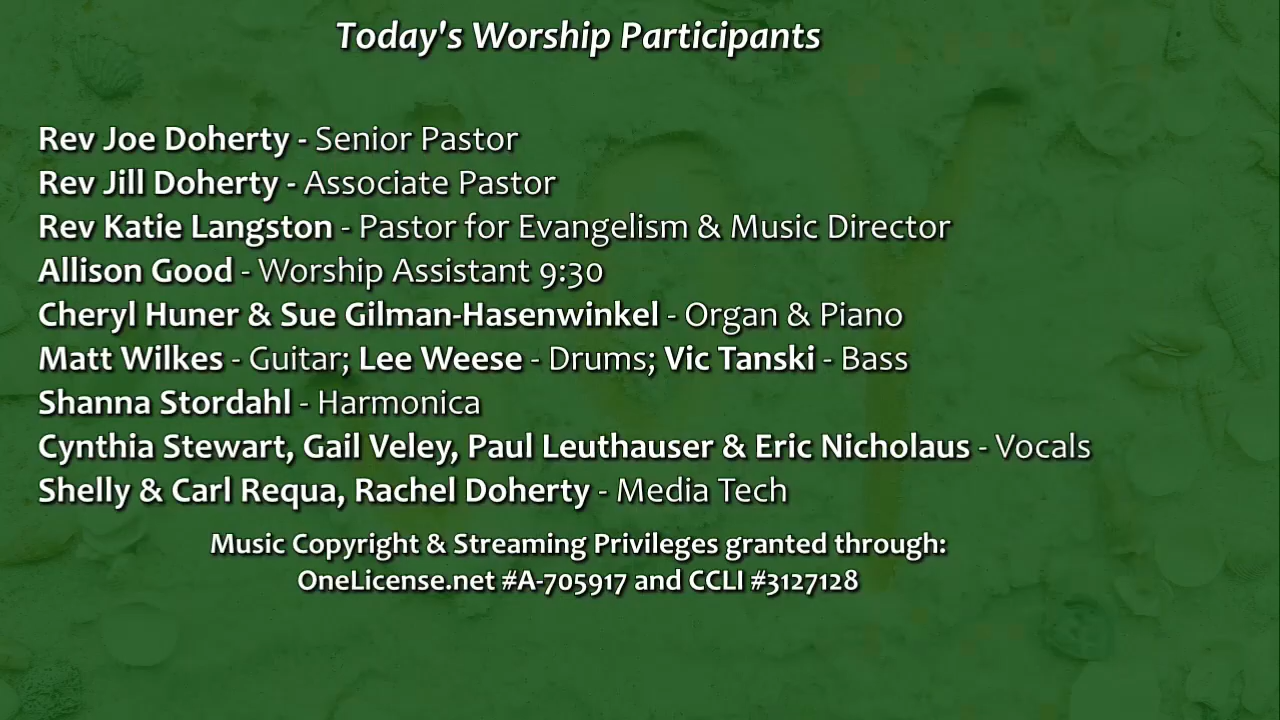 Today's Worship Participants
Rev Joe Doherty - Senior Pastor
Rev Jill Doherty - Associate Pastor
Rev Katie Langston - Pastor for Evangelism & Music Director
Allison Good - Worship Assistant 9:30
Cheryl Huner & Sue Gilman-Hasenwinkel - Organ & Piano
Matt Wilkes - Guitar; Lee Weese - Drums; Vic Tanski - Bass
Shanna Stordahl - Harmonica
Cynthia Stewart, Gail Veley, Paul Leuthauser & Eric Nicholaus - Vocals
Shelly & Carl Requa, Rachel Doherty - Media Tech
Music Copyright & Streaming Privileges granted through:
OneLicense.net #A-705917 and CCLI #3127128